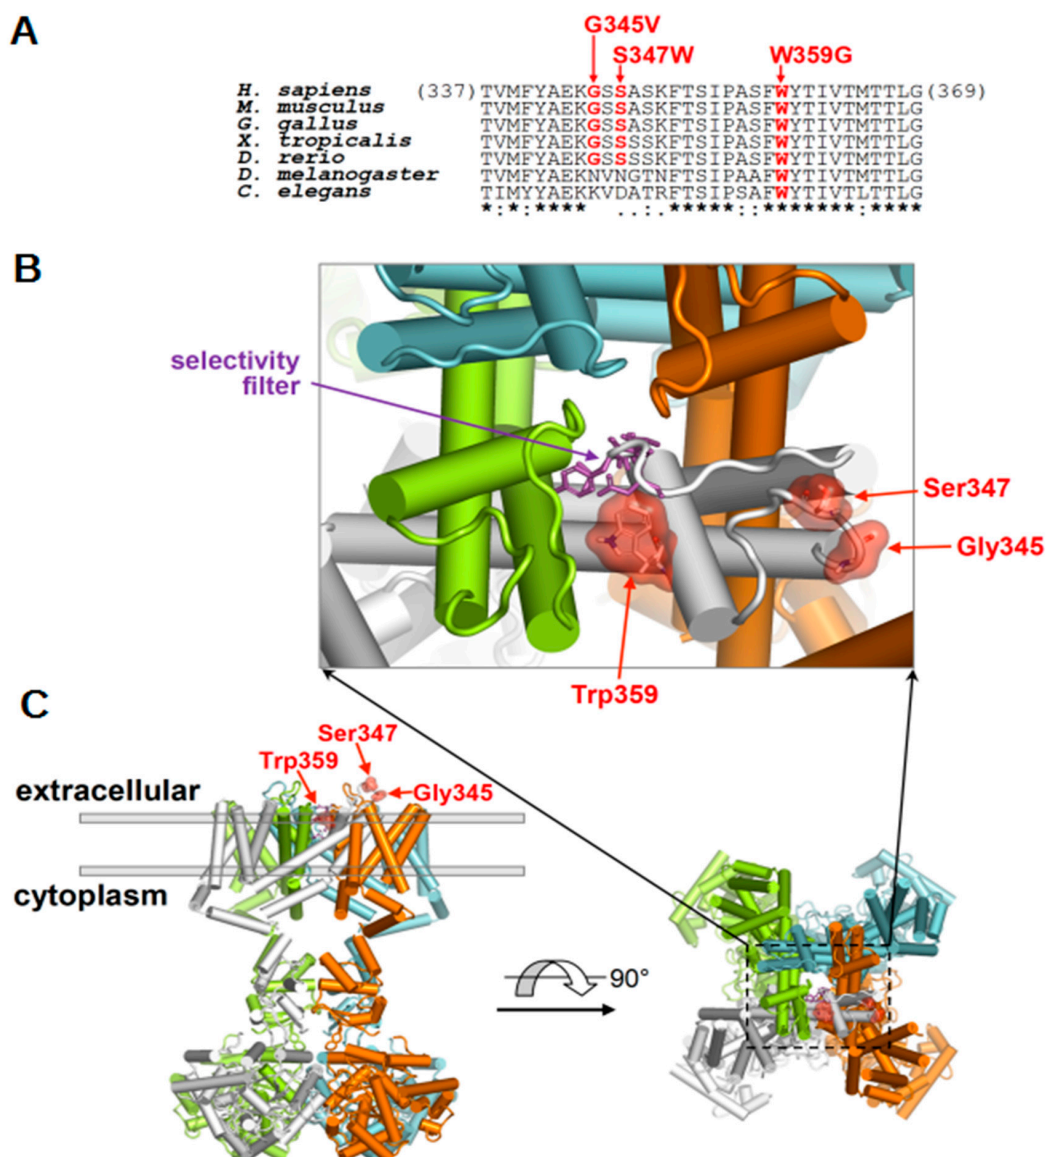 A
G345V
S347W
W359G
H. sapiens (337) TVMFYAEKGSSASKFTSIPASFWYTIVTMTTLG (369)
M. musculus TVMFYAEKGSSASKFTSIPASFWYTIVTMTTLG
G. gallus TVMFYAEKGSSASKFTSIPASFWYTIVTMTTLG
X. tropicalis TVMFYAEKGSSSSKFTSIPASFWYTIVTMTTLG
D. rerio TVMFYAEKGSSSSKFTSIPASFWYTIVTMTTLG
D. melanogaster TVMFYAEKNVNGTNFTSIPAAFWYTIVTMTTLG
C. elegans TIMYYAEKKVDATRFTSIPSAFWYTIVTLTTLG
*:*:****  ..:.*****::*******:****
B
selectivity
filter
Ser347
Gly345
Trp359
C
Ser347
Trp359
Gly345
extracellular
cytoplasm
90°